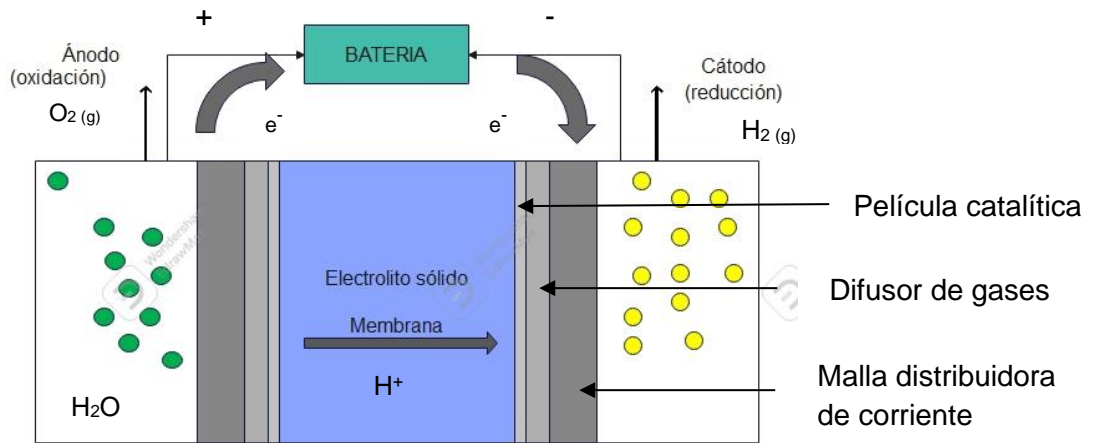 +
-
BATERIA
Ánodo
(oxidación)
O2 (g)
e-
e-
Cátodo
(reducción)
H2 (g)
Película catalítica
Electrolito sólido
Difusor de gases
Membrana
H+
H2O
Malla distribuidora
de corriente